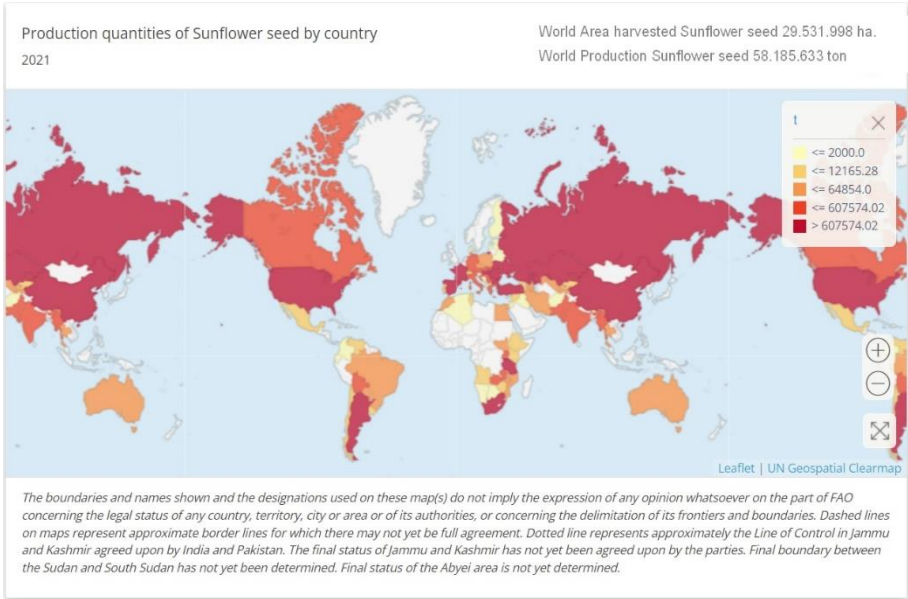 Production quantities of Sunflower seed by country
2021
World Area harvested Sunflower seed 29.531.998 ha.
World Production Sunflower seed 58.185.633 ton
t
<= 2000.0
<= 12165.28
<= 64854.0
<= 607574.02
> 607574.02
Leaflet | UN Geospatial Clearmap
The boundaries and names shown and the designations used on these map(s) do not imply the expression of any opinion whatsoever on the part of FAO
concerning the legal status of any country, territory, city or area or of its authorities, or concerning the delimitation of its frontiers and boundaries. Dashed lines
on maps represent approximate border lines for which there may not yet be full agreement. Dotted line represents approximately the Line of Control in Jammu
and Kashmir agreed upon by India and Pakistan. The final status of Jammu and Kashmir has not yet been agreed upon by the parties. Final boundary between
the Sudan and South Sudan has not yet been determined. Final status of the Abyei area is not yet determined.